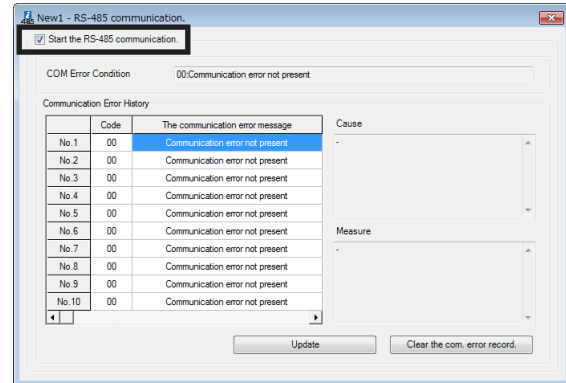 485
New1 - RS-485 communication.
Start the RS-485 communication.
COM Error Condition
00:Communication error not present
Communication Error History
Code The communication error message
No.1 00 Communication error not present
No.2 00 Communication error not present
No.3 00 Communication error not present
No.4 00 Communication error not present
No.5 00 Communication error not present
No.6 00 Communication error not present
No.7 00 Communication error not present
No.8 00 Communication error not present
No.9 00 Communication error not present
No.10 00 Communication error not present
Cause
-
Measure
-
Update
Clear the com. error record.